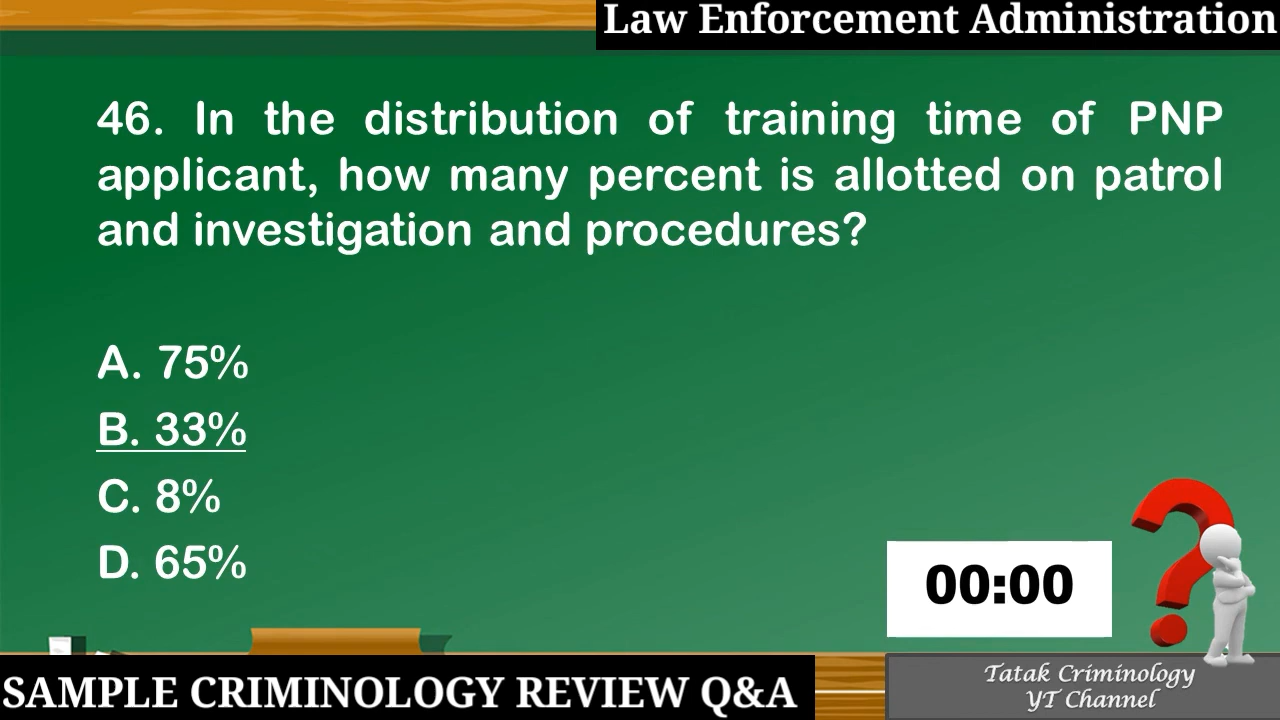 Law Enforcement Administration
46. In the distribution of training time of PNP
applicant, how many percent is allotted on patrol
and investigation and procedures?
A. 75%
B. 33%
C. 8%
D. 65%
00:00
Tatak Criminology
YT Channel
SAMPLE CRIMINOLOGY REVIEW Q&A